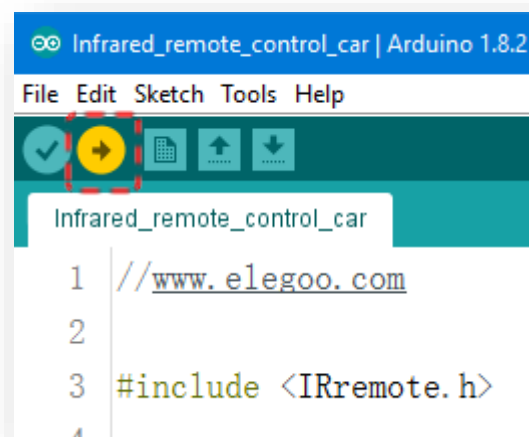 Infrared_remote_control_car | Arduino 1.8.2
File Edit Sketch Tools Help
Infrared_remote_control_car
1 //www.elegoo.com
2
3 #include <IRremote.h>
4